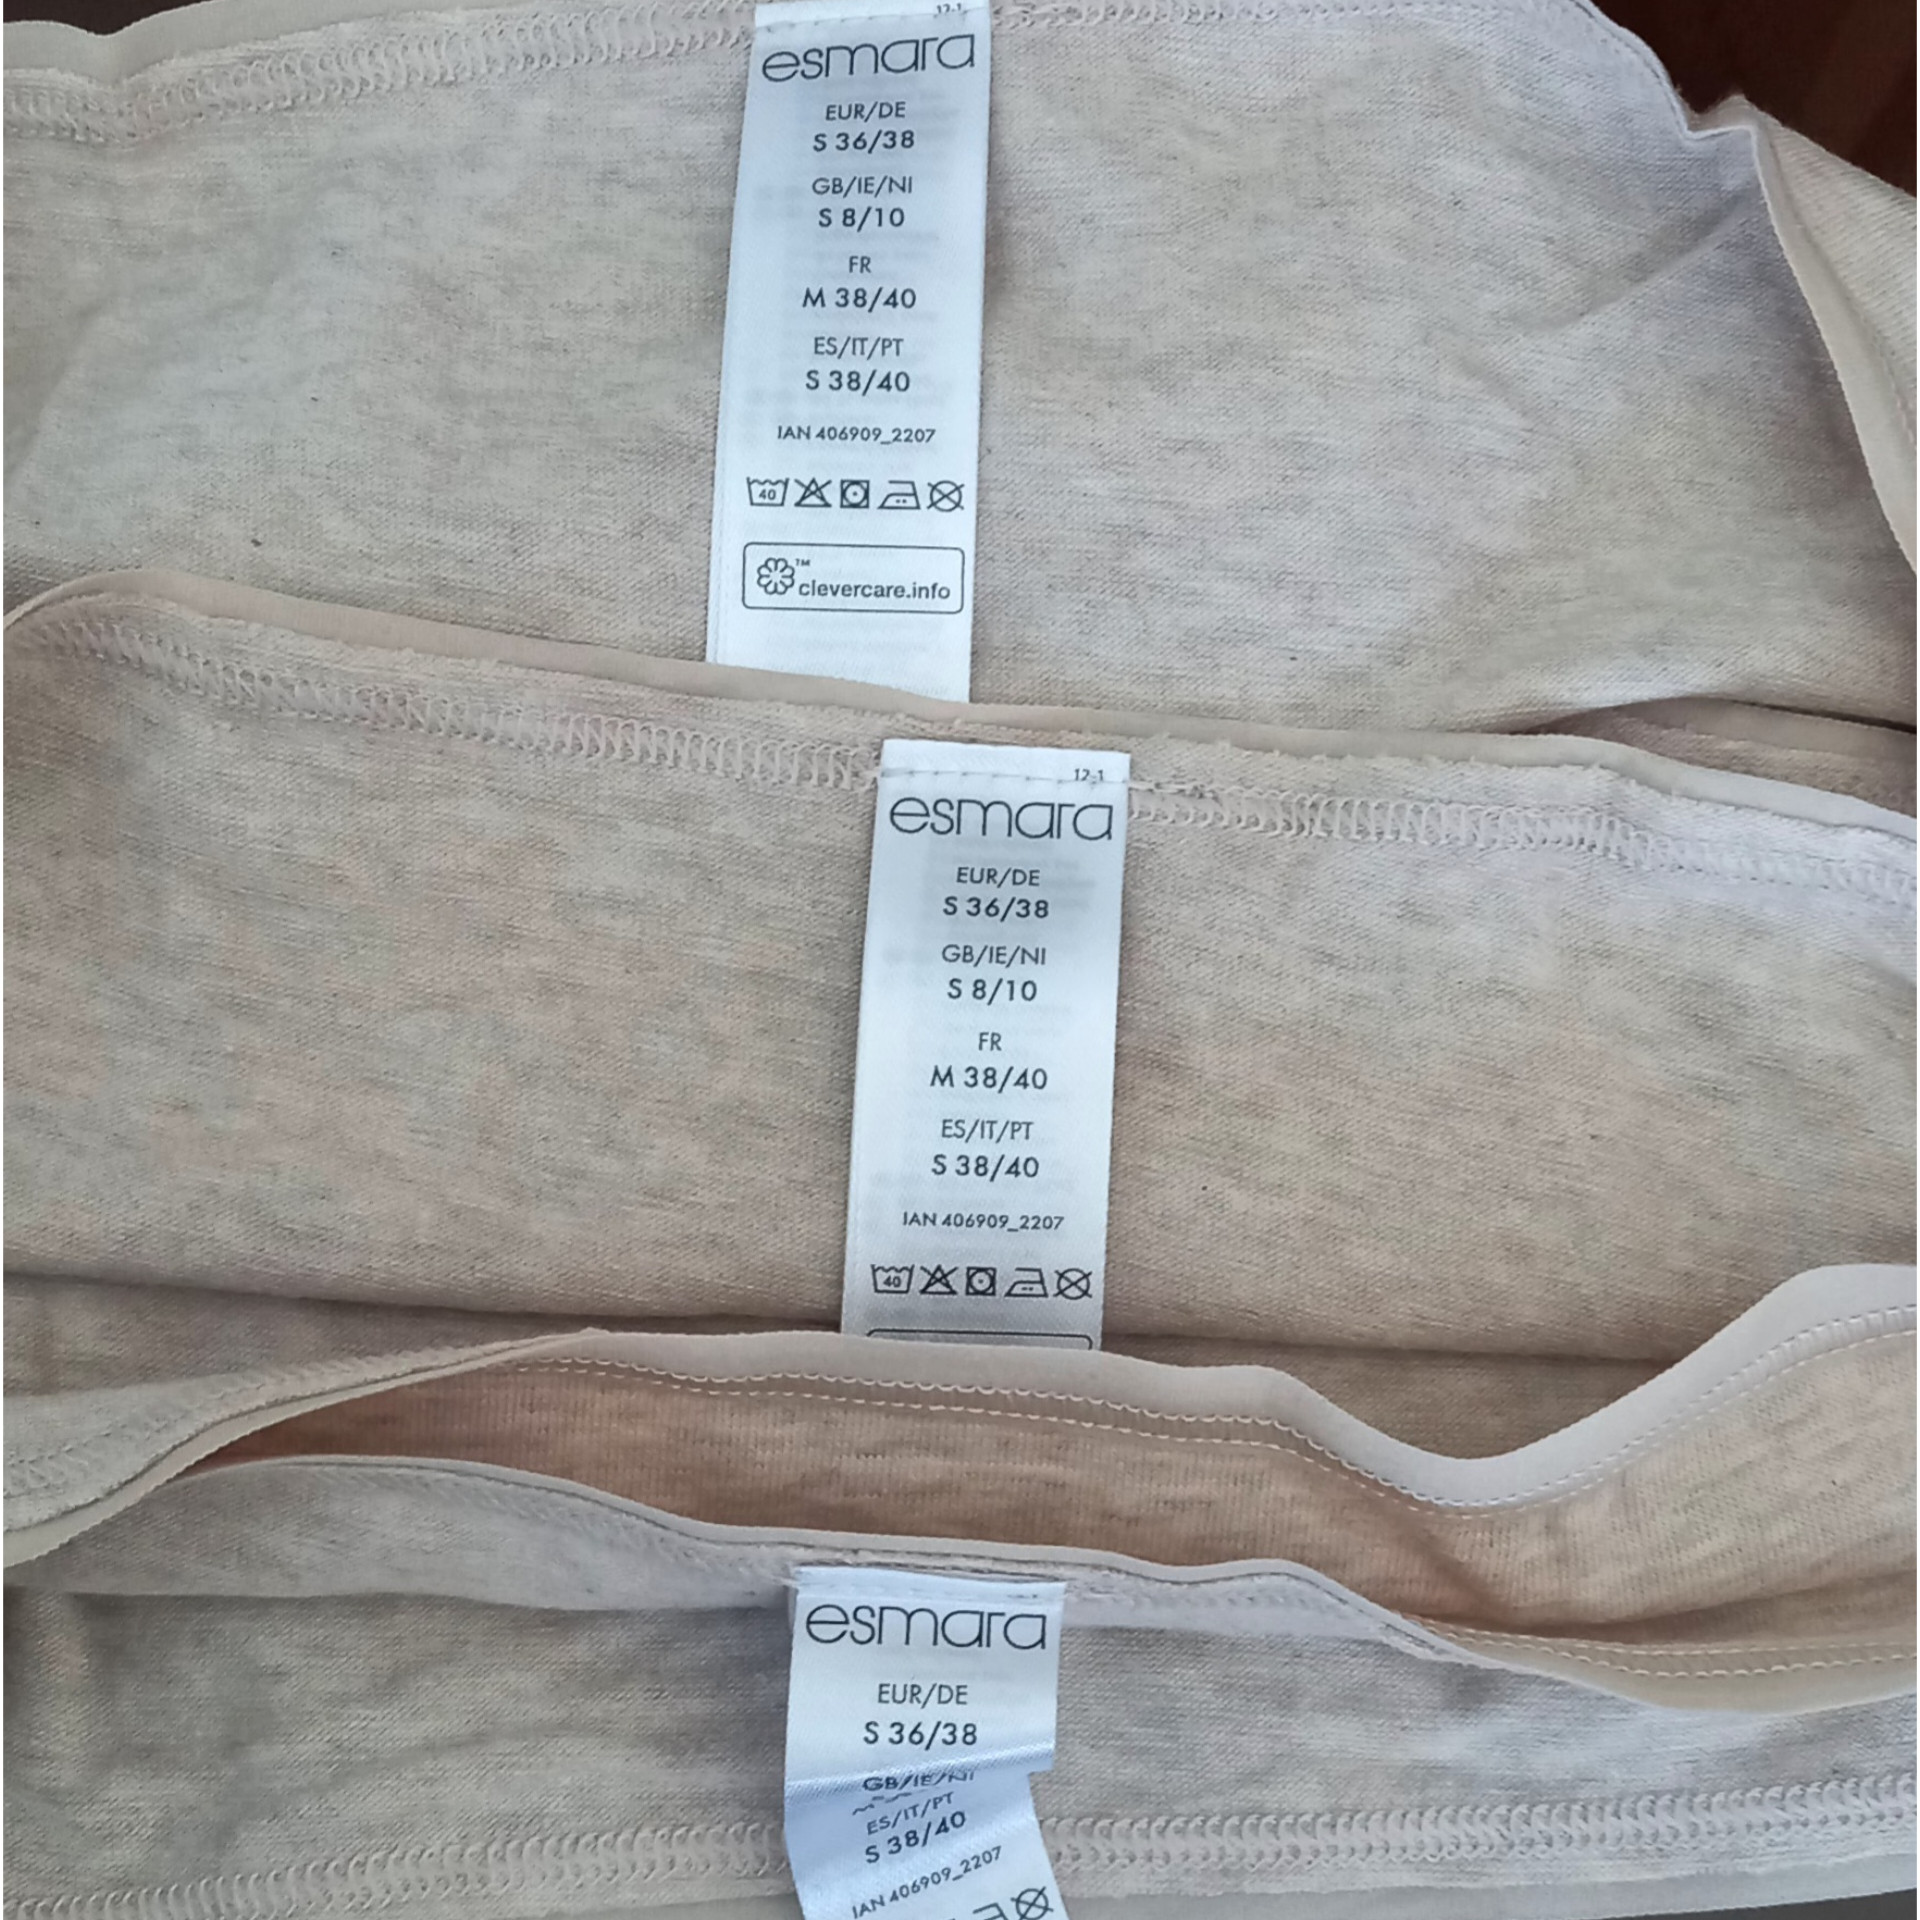 12-1
esmara
EUR/DE
S 36/38
GB/IE/NI
S 8/10
FR
M 38/40
ES/IT/PT
S 38/40
IAN 406909_2207
40
™
clevercare.info
12-1
esmara
EUR/DE
S 36/38
GB/IE/NI
S 8/10
FR
M 38/40
ES/IT/PT
S 38/40
IAN 406909_2207
40
esmara
EUR/DE
S 36/38
GB/IE/NI
ES/IT/PT
S 38/40
IAN 406909_2207